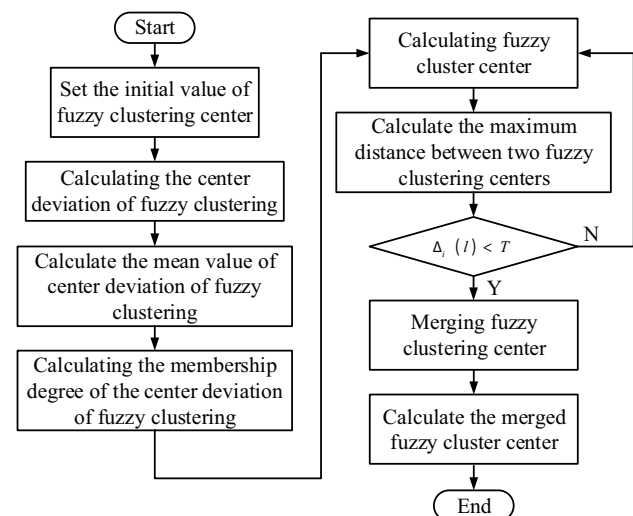 Start
Set the initial value of
fuzzy clustering center
Calculating the center
deviation of fuzzy clustering
Calculate the mean value of
center deviation of fuzzy
clustering
Calculating the membership
degree of the center deviation
of fuzzy clustering
Calculating fuzzy
cluster center
Calculate the maximum
distance between two fuzzy
clustering centers
Δᵢ (l) < T
N
Y
Merging fuzzy
clustering center
Calculate the merged
fuzzy cluster center
End